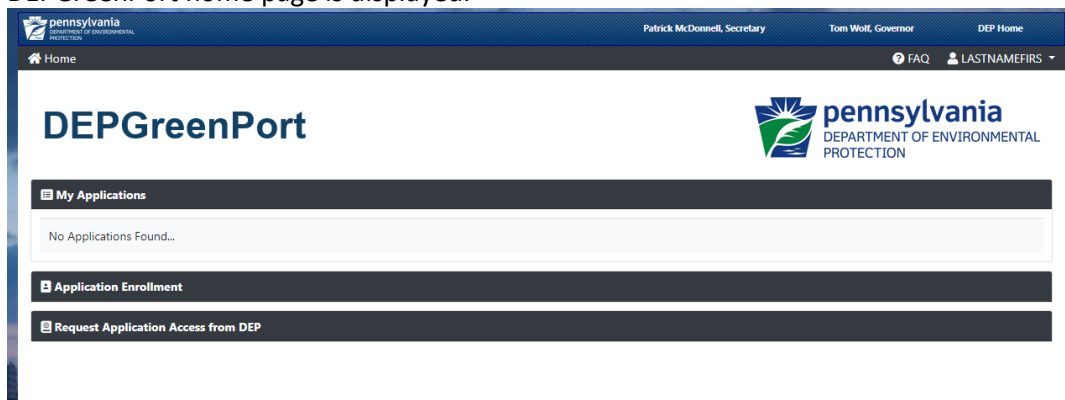 DEPGreenPort home page is displayed.
pennsylvania
DEPARTMENT OF ENVIRONMENTAL
PROTECTION
Patrick McDonnell, Secretary
Tom Wolf, Governor
DEP Home
Home
FAQ
LASTNAMEFIRS
DEPGreenPort
pennsylvania
DEPARTMENT OF ENVIRONMENTAL
PROTECTION
My Applications
No Applications Found...
Application Enrollment
Request Application Access from DEP